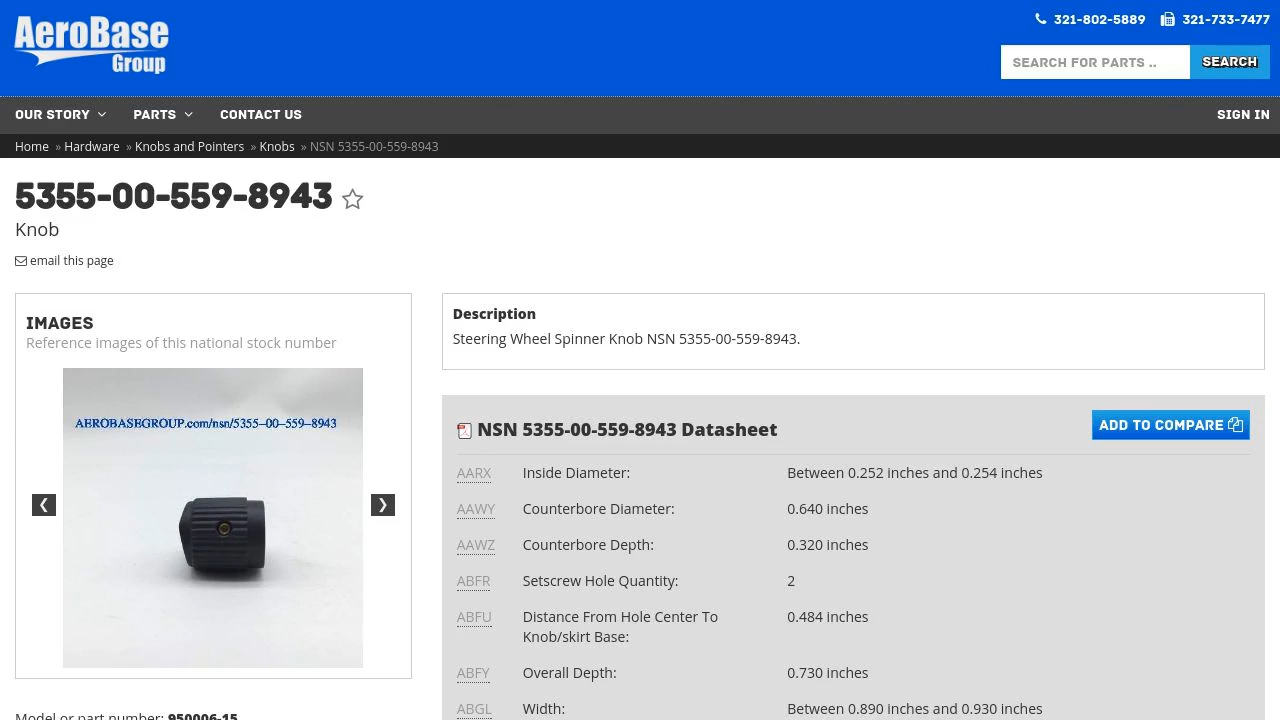 AeroBase
Group
321-802-5889 321-733-7477
SEARCH FOR PARTS .. SEARCH
OUR STORY PARTS CONTACT US SIGN IN
Home » Hardware » Knobs and Pointers » Knobs » NSN 5355-00-559-8943
5355-00-559-8943
Knob
email this page
IMAGES
Reference images of this national stock number
AEROBASEGROUP.com/nsn/5355-00-559-8943
Model or part number: 950006-15
Description
Steering Wheel Spinner Knob NSN 5355-00-559-8943.
NSN 5355-00-559-8943 Datasheet ADD TO COMPARE
AARX Inside Diameter: Between 0.252 inches and 0.254 inches
AAWY Counterbore Diameter: 0.640 inches
AAWZ Counterbore Depth: 0.320 inches
ABFR Setscrew Hole Quantity: 2
ABFU Distance From Hole Center To 0.484 inches
Knob/skirt Base:
ABFY Overall Depth: 0.730 inches
ABGL Width: Between 0.890 inches and 0.930 inches